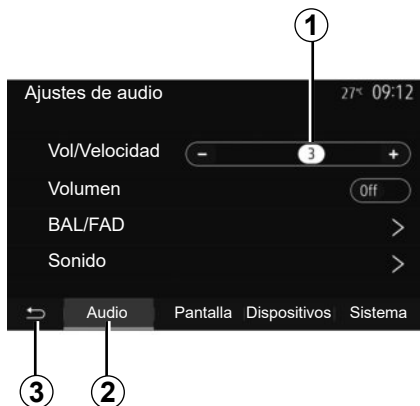 1
Ajustes de audio 27°C 09:12
Vol/Velocidad - 3 +
Volumen Off
BAL/FAD >
Sonido >
Audio Pantalla Dispositivos Sistema
3 2